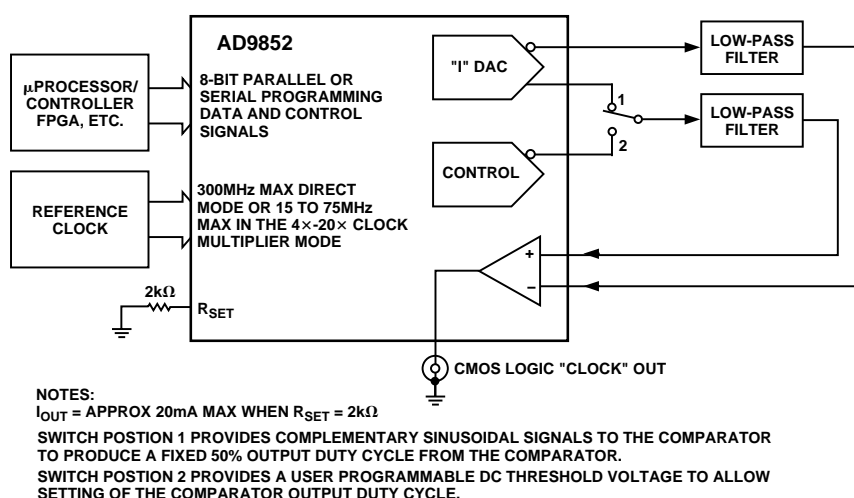 AD9852
µPROCESSOR/
CONTROLLER
FPGA, ETC.
8-BIT PARALLEL OR
SERIAL PROGRAMMING
DATA AND CONTROL
SIGNALS
"I" DAC
LOW-PASS
FILTER
1
2
LOW-PASS
FILTER
CONTROL
REFERENCE
CLOCK
300MHz MAX DIRECT
MODE OR 15 TO 75MHz
MAX IN THE 4×-20× CLOCK
MULTIPLIER MODE
+
–
2kΩ
RSET
CMOS LOGIC "CLOCK" OUT
NOTES:
IOUT = APPROX 20mA MAX WHEN RSET = 2kΩ
SWITCH POSTION 1 PROVIDES COMPLEMENTARY SINUSOIDAL SIGNALS TO THE COMPARATOR
TO PRODUCE A FIXED 50% OUTPUT DUTY CYCLE FROM THE COMPARATOR.
SWITCH POSTION 2 PROVIDES A USER PROGRAMMABLE DC THRESHOLD VOLTAGE TO ALLOW
SETTING OF THE COMPARATOR OUTPUT DUTY CYCLE.